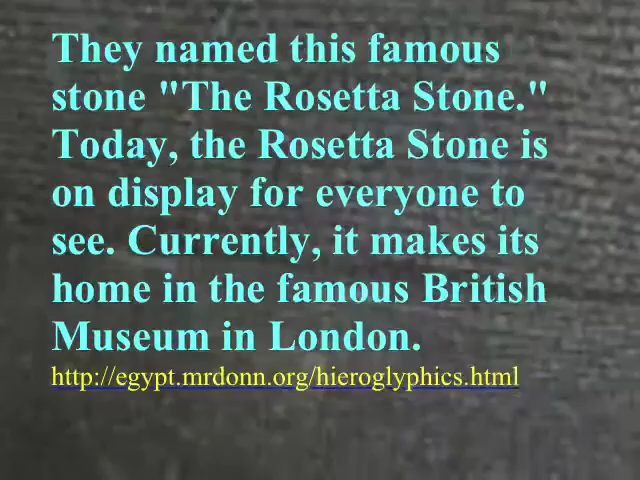 They named this famous
stone "The Rosetta Stone."
Today, the Rosetta Stone is
on display for everyone to
see. Currently, it makes its
home in the famous British
Museum in London.
http://egypt.mrdonn.org/hieroglyphics.html